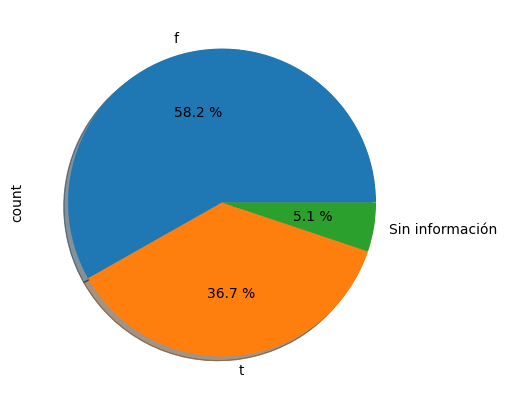 f
58.2 %
count
5.1 %
Sin información
36.7 %
t